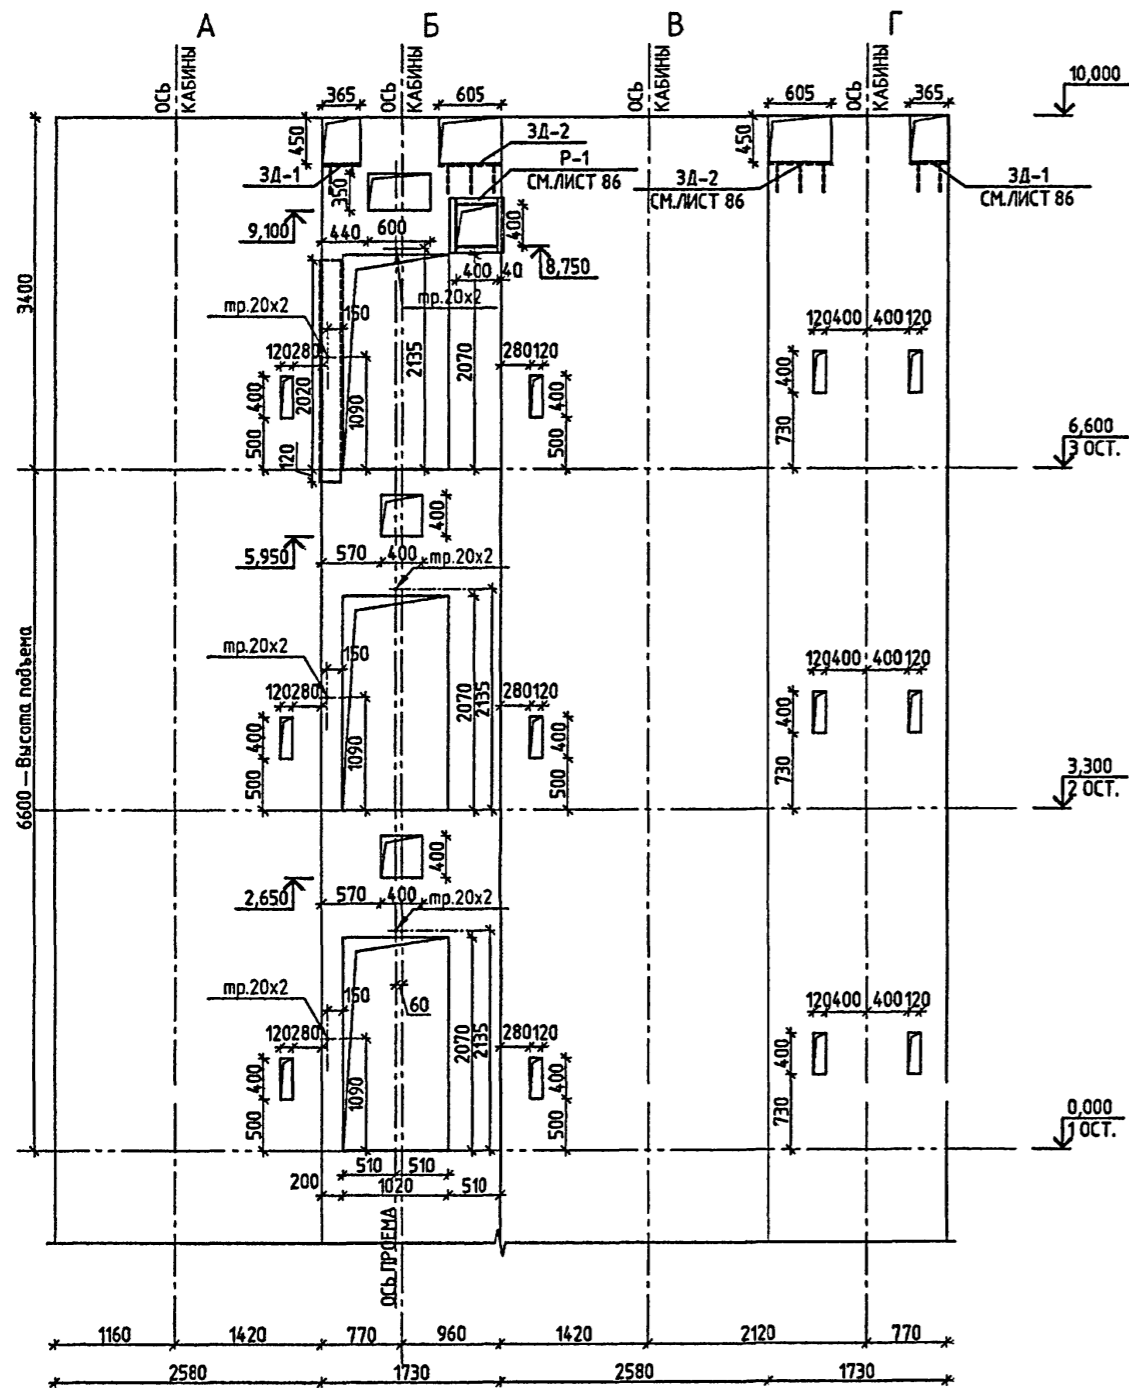 А Б В Г
ОСЬ КАБИНЫ
ОСЬ КАБИНЫ
ОСЬ КАБИНЫ
ОСЬ КАБИНЫ
10,000
365 605 605 365
450
450
ЗД-2
Р-1
СМ.ЛИСТ 86
ЗД-1
ЗД-2
СМ.ЛИСТ 86
ЗД-1
СМ.ЛИСТ 86
350
9,100
440 600
400
8,750
400 40
3400
тр.20х2
тр.20х2
150
120 280
2020
400
500
120
1090
2135
2070
280 120
400
500
120 400 400 120
400
730
6,600
3 ОСТ.
400
5,950
570 400
тр.20х2
6600 — Высота подъема
тр.20х2
150
120 280
400
500
1090
2070
2135
280 120
400
500
120 400 400 120
400
730
3,300
2 ОСТ.
400
2,650
570 400
тр.20х2
тр.20х2
150
60
120 280
400
500
1090
2070
2135
280 120
400
500
120 400 400 120
400
730
0,000
1 ОСТ.
510 510
200 1020 510
ОСЬ ПРОЕМА
1160 1420 770 960 1420 2120 770
2580 1730 2580 1730